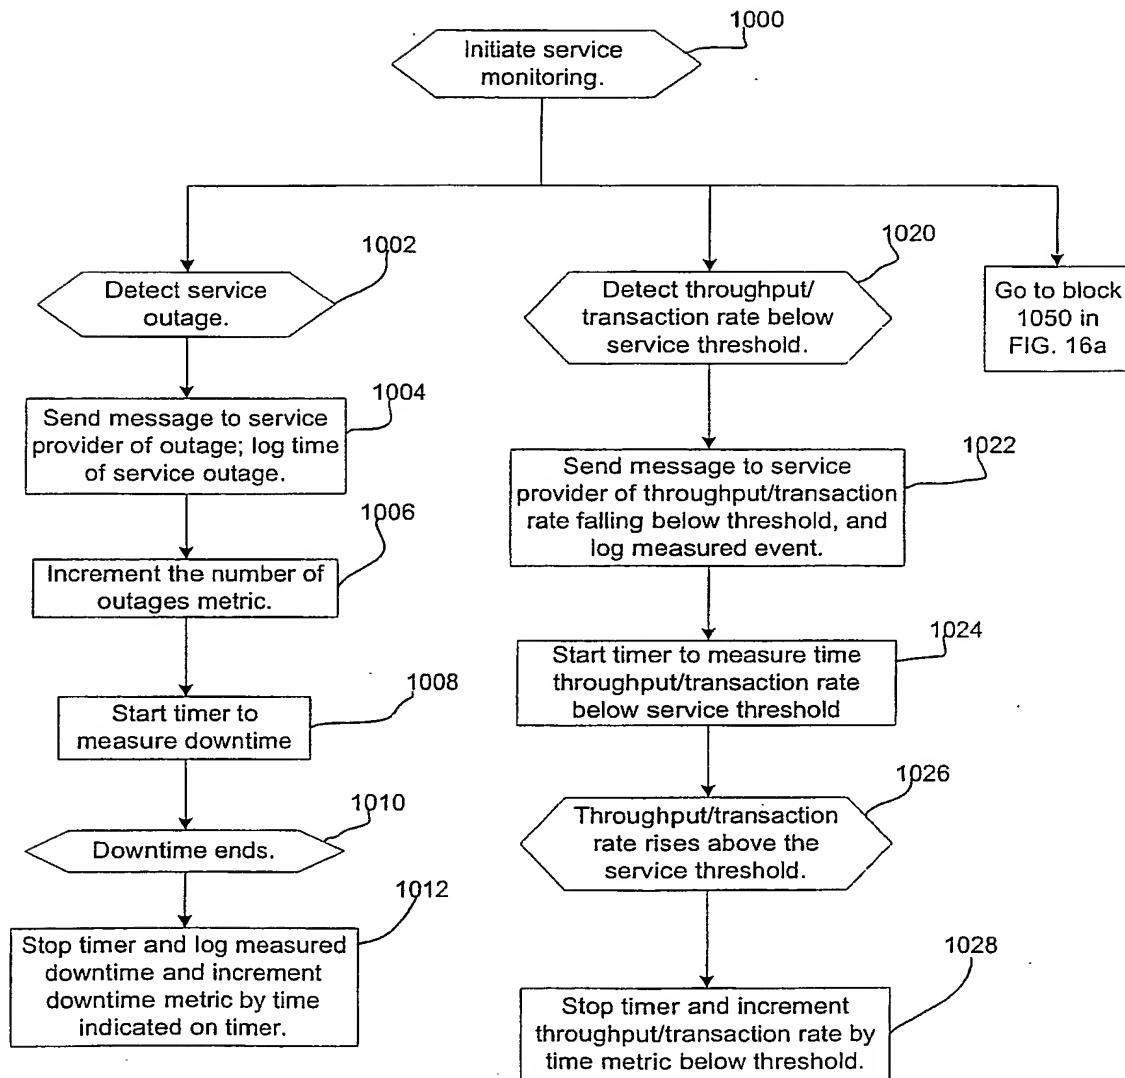 1000
Initiate service
monitoring.
1002
Detect service
outage.
1004
Send message to service
provider of outage; log time
of service outage.
1006
Increment the number of
outages metric.
1008
Start timer to
measure downtime
1010
Downtime ends.
1012
Stop timer and log measured
downtime and increment
downtime metric by time
indicated on timer.
1020
Detect throughput/
transaction rate below
service threshold.
1022
Send message to service
provider of throughput/transaction
rate falling below threshold, and
log measured event.
1024
Start timer to measure time
throughput/transaction rate
below service threshold
1026
Throughput/transaction
rate rises above the
service threshold.
1028
Stop timer and increment
throughput/transaction rate by
time metric below threshold.
Go to block
1050 in
FIG. 16a